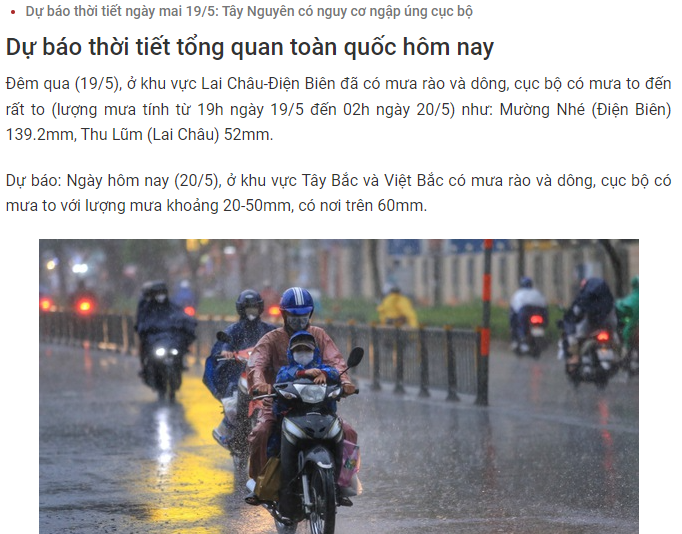 Dự báo thời tiết ngày mai 19/5: Tây Nguyên có nguy cơ ngập úng cục bộ
Dự báo thời tiết tổng quan toàn quốc hôm nay
Đêm qua (19/5), ở khu vực Lai Châu-Điện Biên đã có mưa rào và dông, cục bộ có mưa to đến
rất to (lượng mưa tính từ 19h ngày 19/5 đến 02h ngày 20/5) như: Mường Nhé (Điện Biên)
139.2mm, Thu Lũm (Lai Châu) 52mm.
Dự báo: Ngày hôm nay (20/5), ở khu vực Tây Bắc và Việt Bắc có mưa rào và dông, cục bộ có
mưa to với lượng mưa khoảng 20-50mm, có nơi trên 60mm.